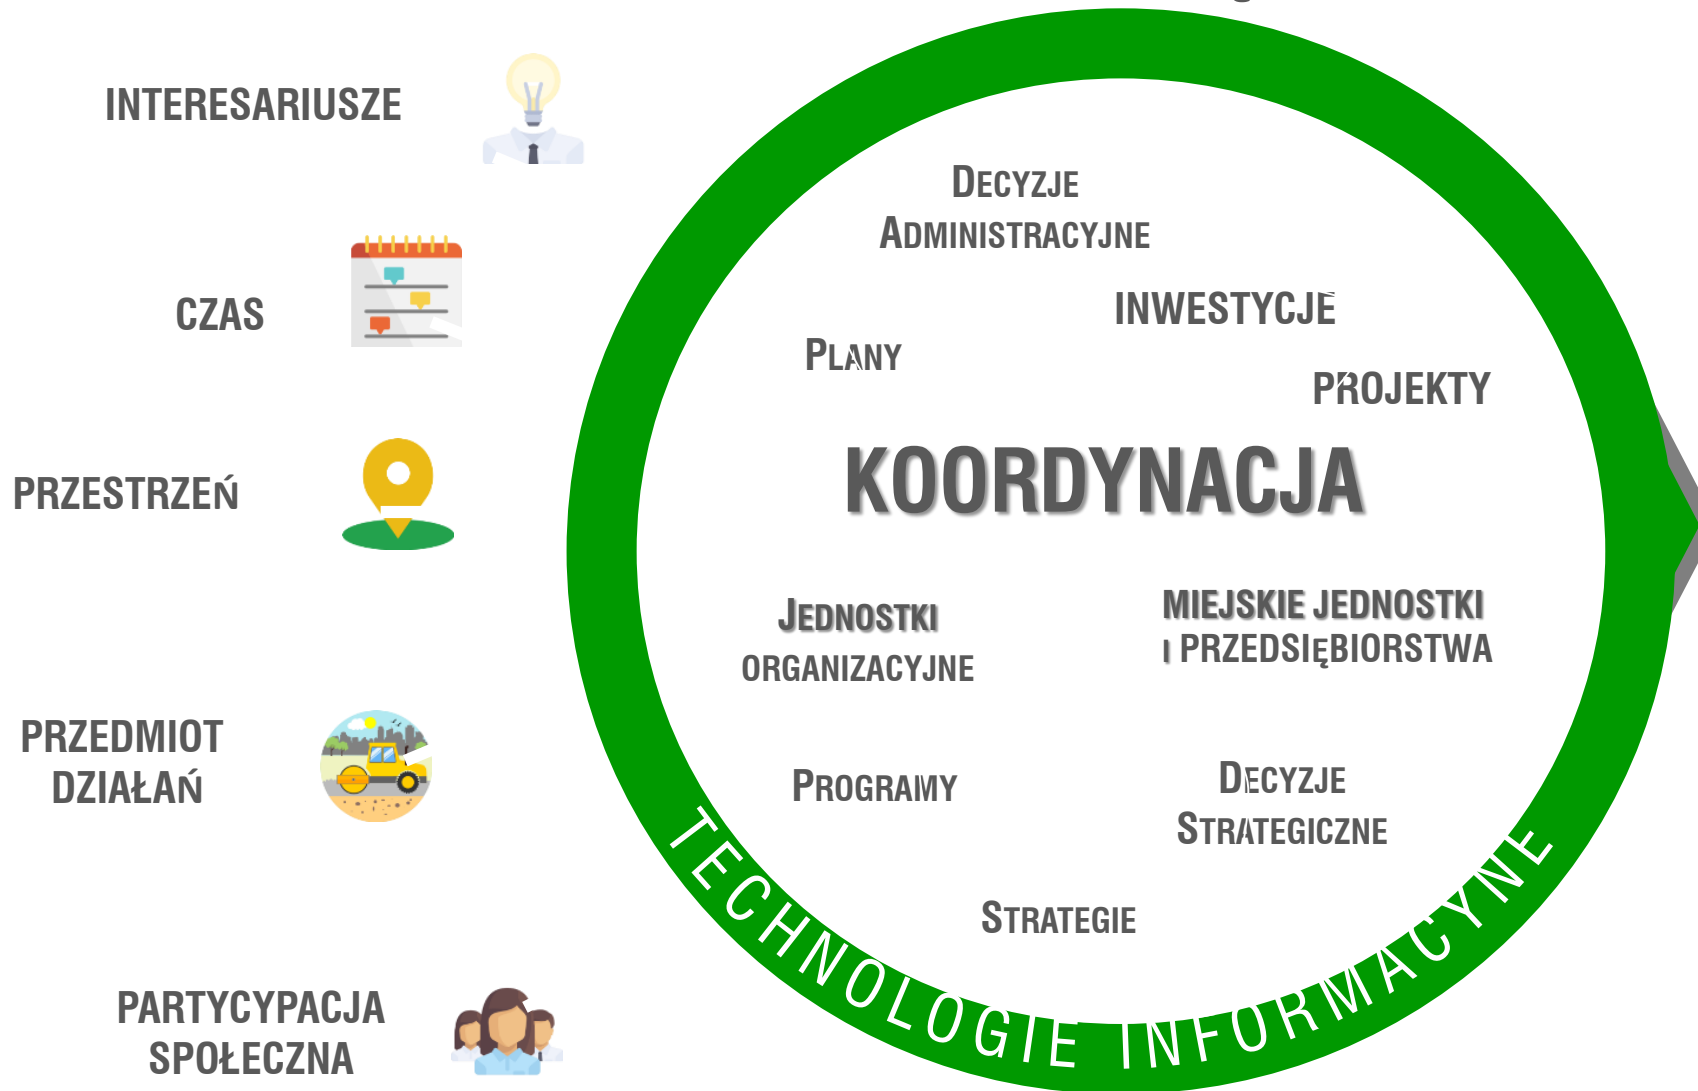 INTERESARIUSZE
CZAS
PRZESTRZEŃ
PRZEDMIOT
DZIAŁAŃ
PARTYCYPACJA
SPOŁECZNA
DECYZJE
ADMINISTRACYJNE
INWESTYCJE
PLANY
PROJEKTY
KOORDYNACJA
JEDNOSTKI
ORGANIZACYJNE
MIEJSKIE JEDNOSTKI
I PRZEDSIĘBIORSTWA
PROGRAMY
DECYZJE
STRATEGICZNE
STRATEGIE
TECHNOLOGIE INFORMACYJNE